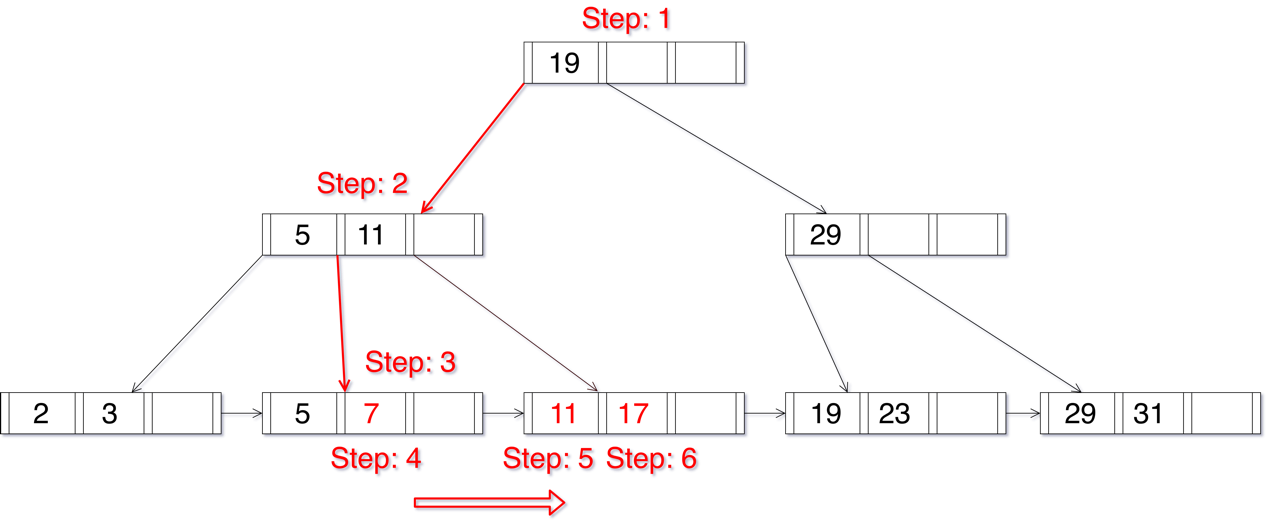 Step: 1
19
Step: 2
5 11
29
Step: 3
2 3
5 7
11 17
19 23
29 31
Step: 4
Step: 5
Step: 6